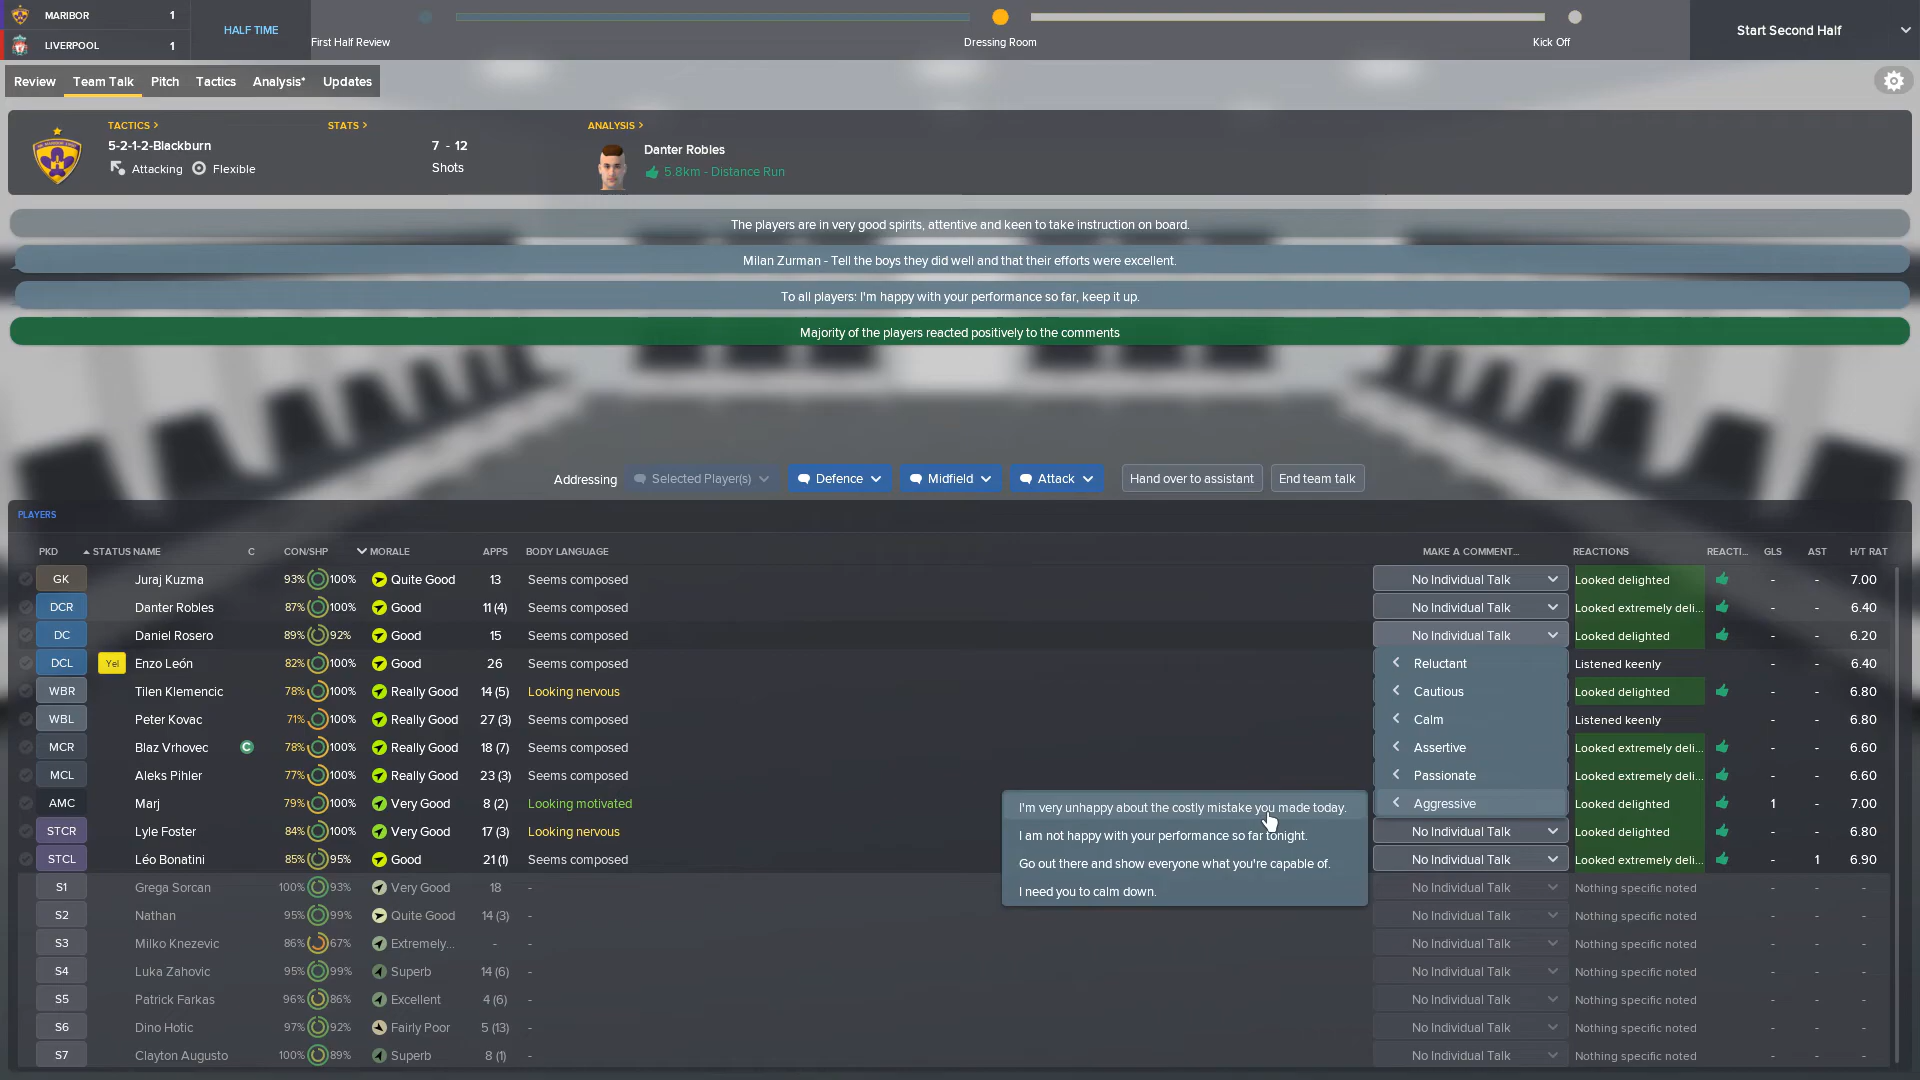 MARIBOR 1
LIVERPOOL 1
HALF TIME
First Half Review
Dressing Room
Kick Off
Start Second Half
Review Team Talk Pitch Tactics Analysis* Updates
TACTICS >
5-2-1-2-Blackburn
Attacking Flexible
STATS >
7 - 12
Shots
ANALYSIS >
Danter Robles
5.8km - Distance Run
The players are in very good spirits, attentive and keen to take instruction on board.
Milan Zurman - Tell the boys they did well and that their efforts were excellent.
To all players: I'm happy with your performance so far, keep it up.
Majority of the players reacted positively to the comments
Addressing Selected Player(s) Defence Midfield Attack Hand over to assistant End team talk
PLAYERS
PKD STATUS NAME C CON/SHP MORALE APPS BODY LANGUAGE MAKE A COMMENT... REACTIONS REACTI... GLS AST H/T RAT
GK Juraj Kuzma 93% 100% Quite Good 13 Seems composed No Individual Talk Looked delighted - - 7.00
DCR Danter Robles 87% 100% Good 11 (4) Seems composed No Individual Talk Looked extremely deli... - - 6.40
DC Daniel Rosero 89% 92% Good 15 Seems composed No Individual Talk Looked delighted - - 6.20
DCL Yel Enzo León 82% 100% Good 26 Seems composed Reluctant Listened keenly - - 6.40
WBR Tilen Klemencic 78% 100% Really Good 14 (5) Looking nervous Cautious Looked delighted - - 6.80
WBL Peter Kovac 71% 100% Really Good 27 (3) Seems composed Calm Listened keenly - - 6.80
MCR Blaz Vrhovec C 78% 100% Really Good 18 (7) Seems composed Assertive Looked extremely deli... - - 6.60
MCL Aleks Pihler 77% 100% Really Good 23 (3) Seems composed Passionate Looked extremely deli... - - 6.60
AMC Marj 79% 100% Very Good 8 (2) Looking motivated I'm very unhappy about the costly mistake you made today. Aggressive Looked delighted 1 - 7.00
STCR Lyle Foster 84% 100% Very Good 17 (3) Looking nervous I am not happy with your performance so far tonight. No Individual Talk Looked delighted - - 6.80
STCL Léo Bonatini 85% 95% Good 21 (1) Seems composed Go out there and show everyone what you're capable of. No Individual Talk Looked extremely deli... - 1 6.90
S1 Grega Sorcan 100% 93% Very Good 18 - I need you to calm down. No Individual Talk Nothing specific noted - - -
S2 Nathan 95% 99% Quite Good 14 (3) - No Individual Talk Nothing specific noted - - -
S3 Milko Knezevic 86% 67% Extremely... - - No Individual Talk Nothing specific noted - - -
S4 Luka Zahovic 95% 99% Superb 14 (6) - No Individual Talk Nothing specific noted - - -
S5 Patrick Farkas 96% 86% Excellent 4 (6) - No Individual Talk Nothing specific noted - - -
S6 Dino Hotic 97% 92% Fairly Poor 5 (13) - No Individual Talk Nothing specific noted - - -
S7 Clayton Augusto 100% 89% Superb 8 (1) - No Individual Talk Nothing specific noted - - -